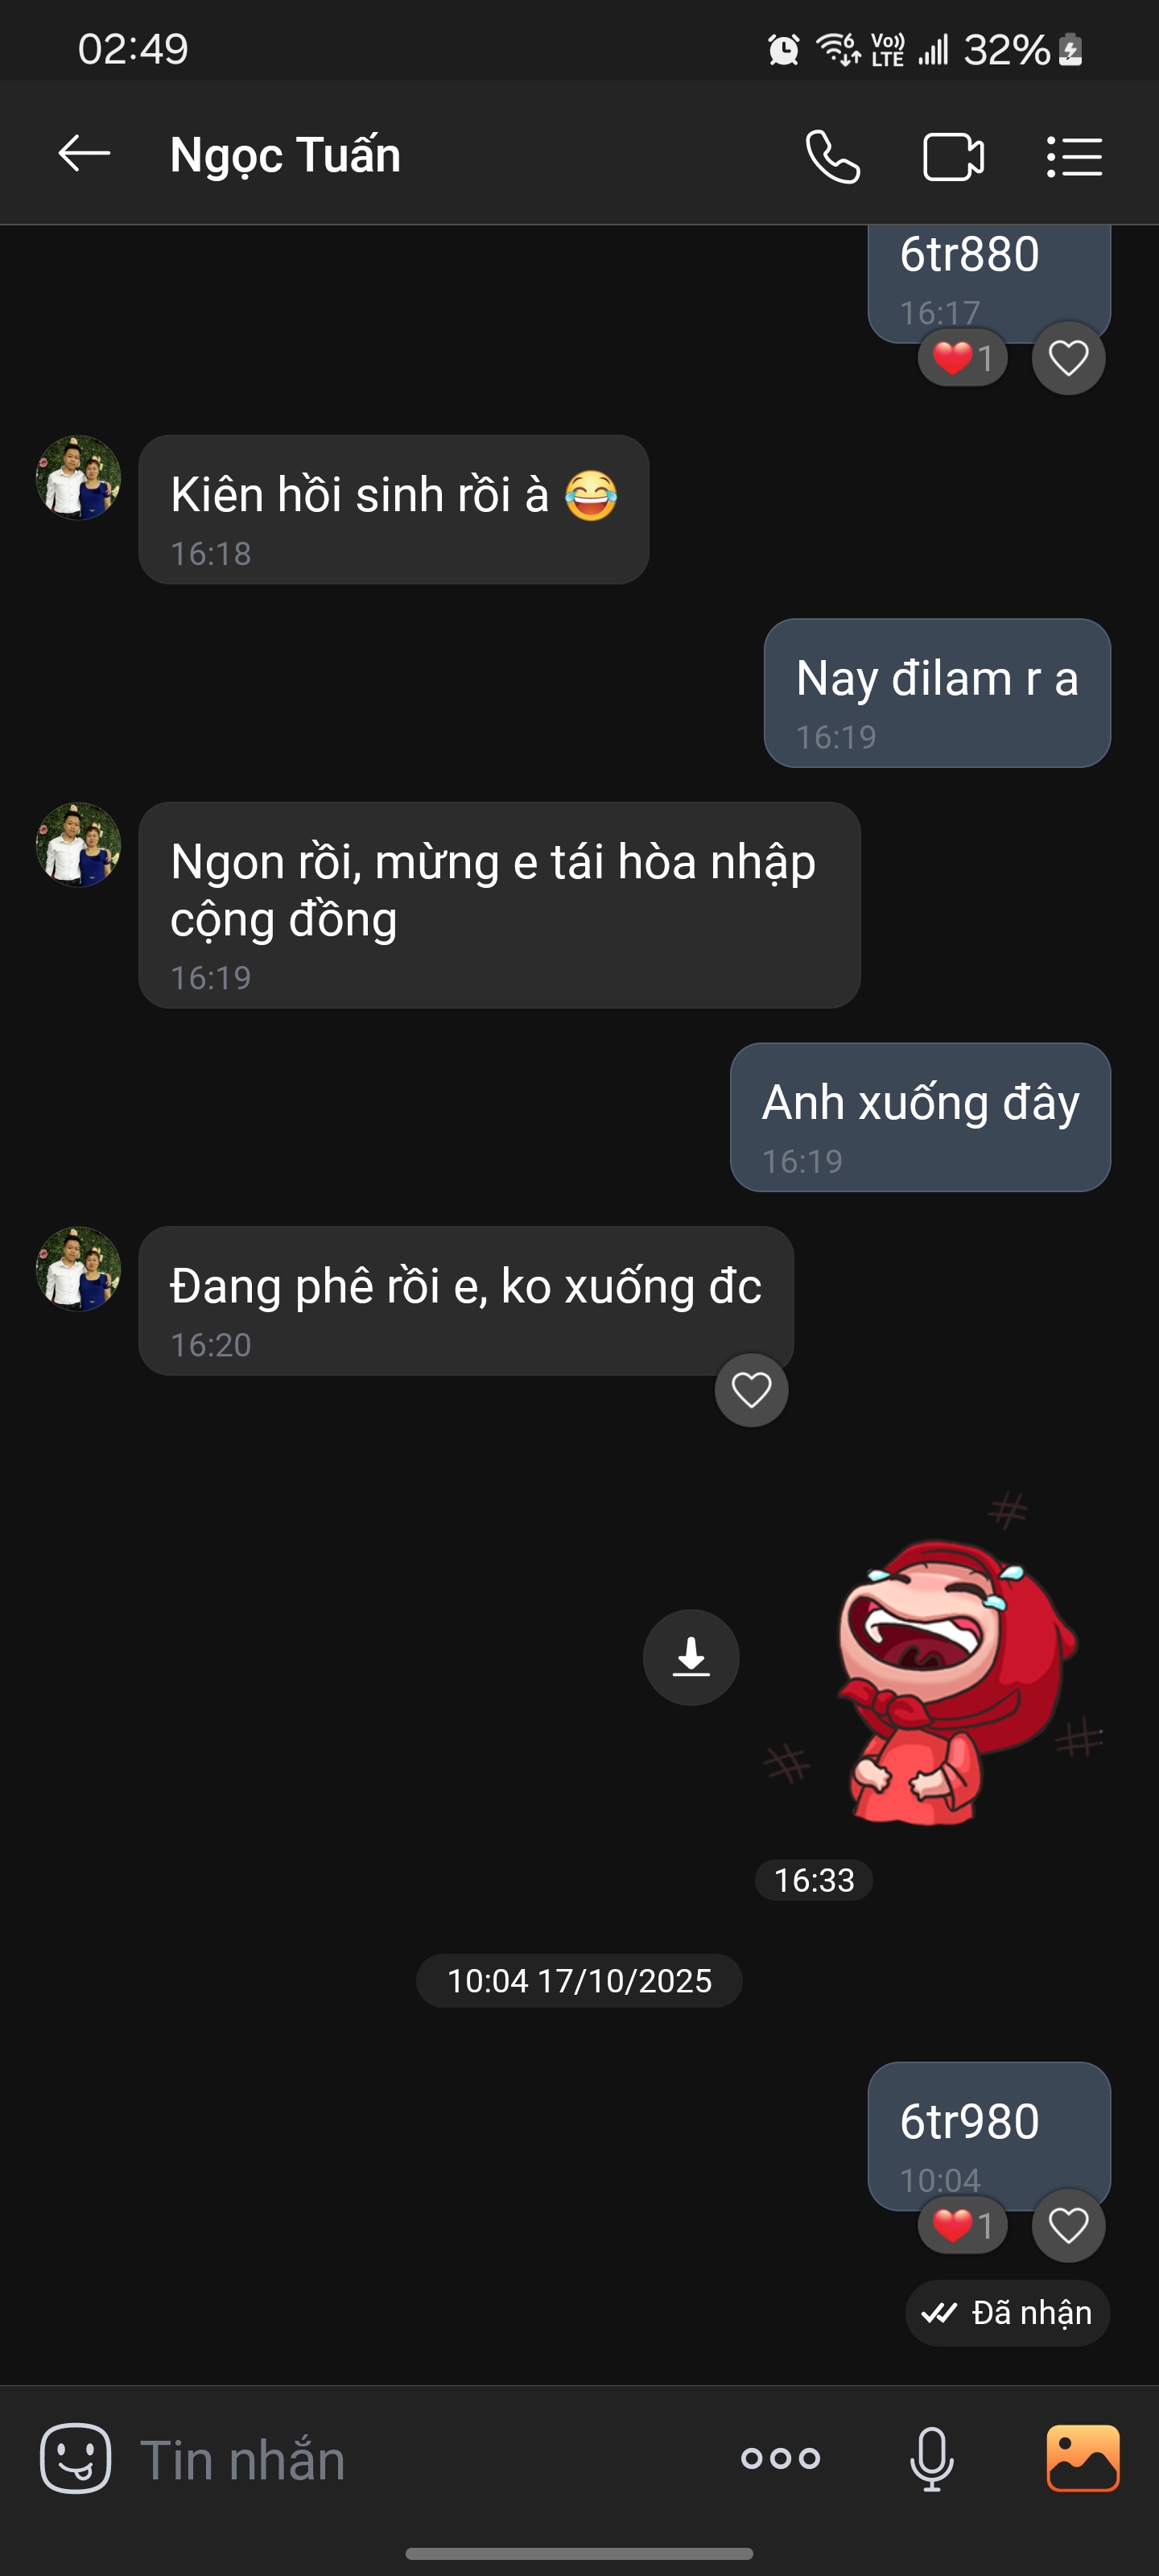 02:49
6 Vo)) LTE 32%
Ngọc Tuấn
6tr880
16:17
1
Kiên hồi sinh rồi à 😂
16:18
Nay đilam r a
16:19
Ngon rồi, mừng e tái hòa nhập
cộng đồng
16:19
Anh xuống đây
16:19
Đang phê rồi e, ko xuống đc
16:20
16:33
10:04 17/10/2025
6tr980
10:04
1
Đã nhận
Tin nhắn